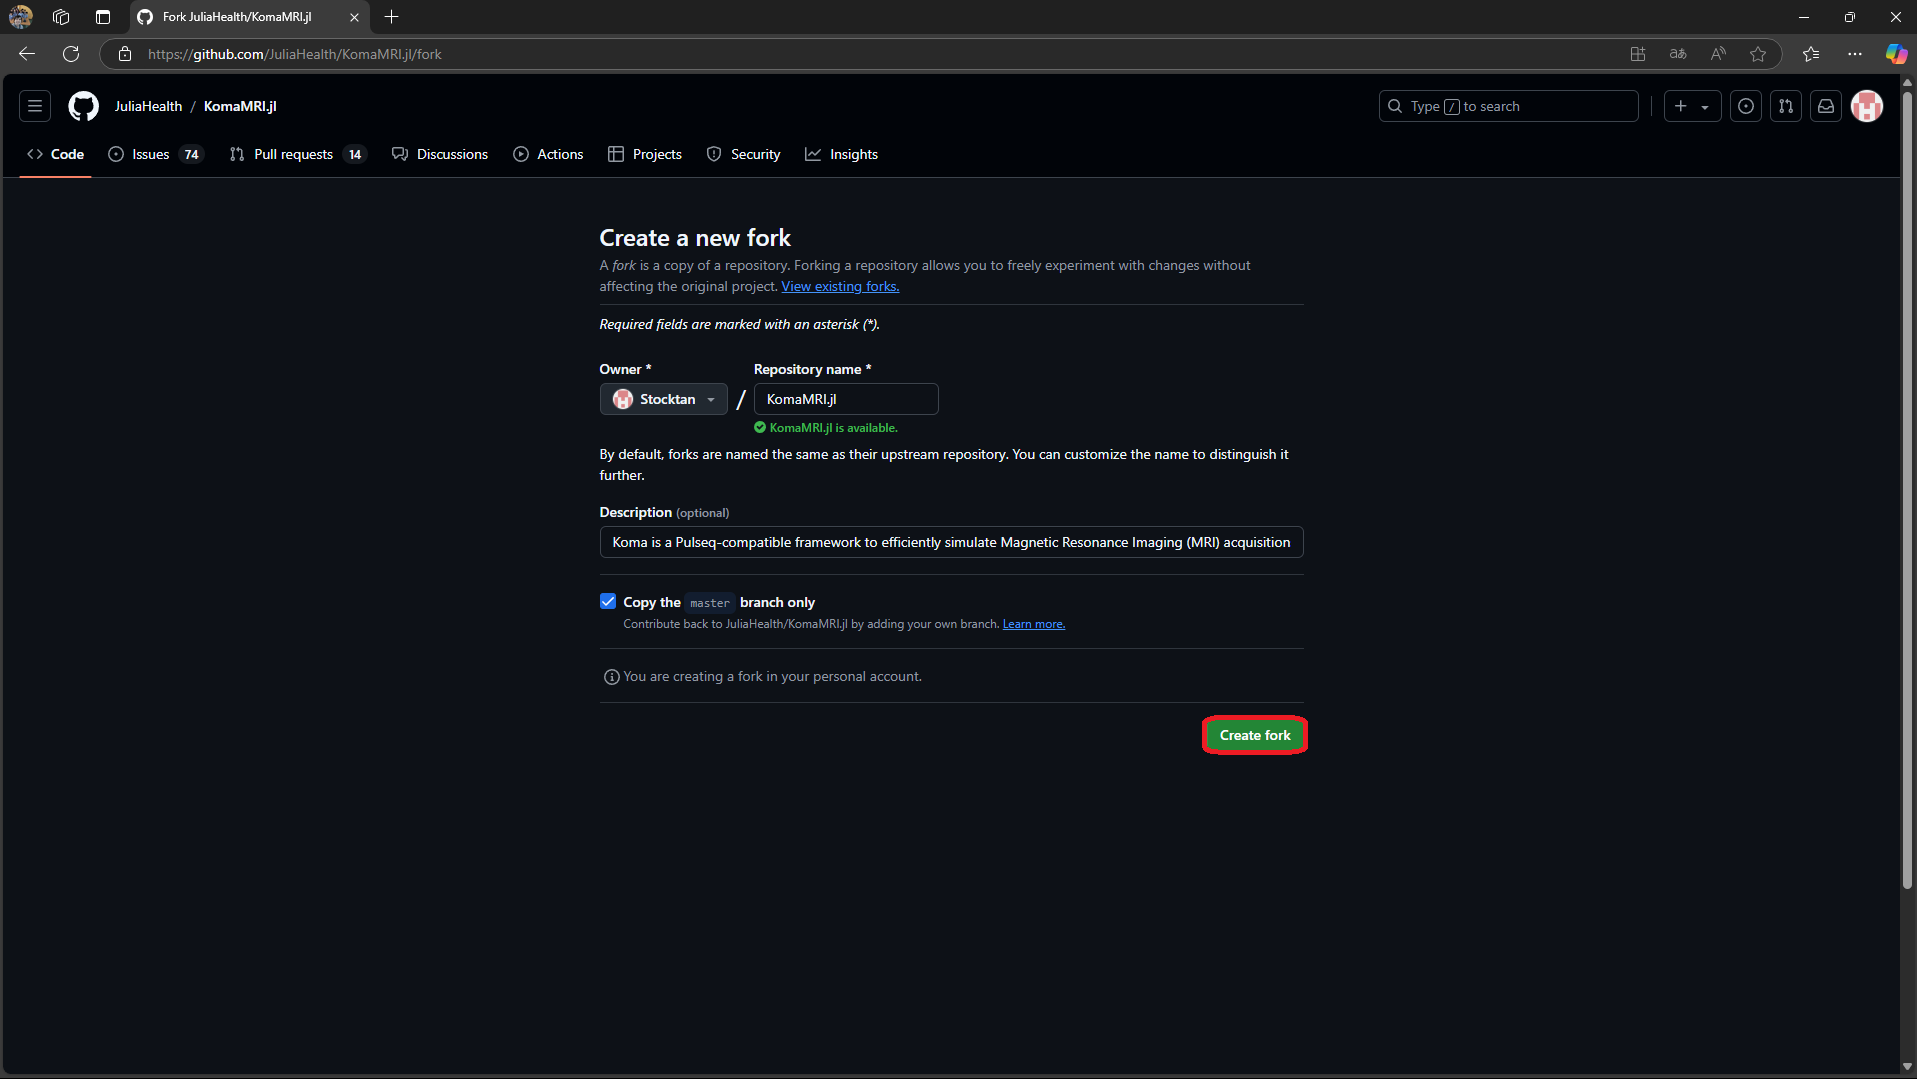 Fork JuliaHealth/KomaMRI.jl
https://github.com/JuliaHealth/KomaMRI.jl/fork
JuliaHealth / KomaMRI.jl
Type / to search
Code
Issues 74
Pull requests 14
Discussions
Actions
Projects
Security
Insights
Create a new fork
A fork is a copy of a repository. Forking a repository allows you to freely experiment with changes without
affecting the original project. View existing forks.
Required fields are marked with an asterisk (*).
Owner *
Repository name *
Stocktan / KomaMRI.jl
KomaMRI.jl is available.
By default, forks are named the same as their upstream repository. You can customize the name to distinguish it
further.
Description (optional)
Koma is a Pulseq-compatible framework to efficiently simulate Magnetic Resonance Imaging (MRI) acquisition
Copy the master branch only
Contribute back to JuliaHealth/KomaMRI.jl by adding your own branch. Learn more.
You are creating a fork in your personal account.
Create fork